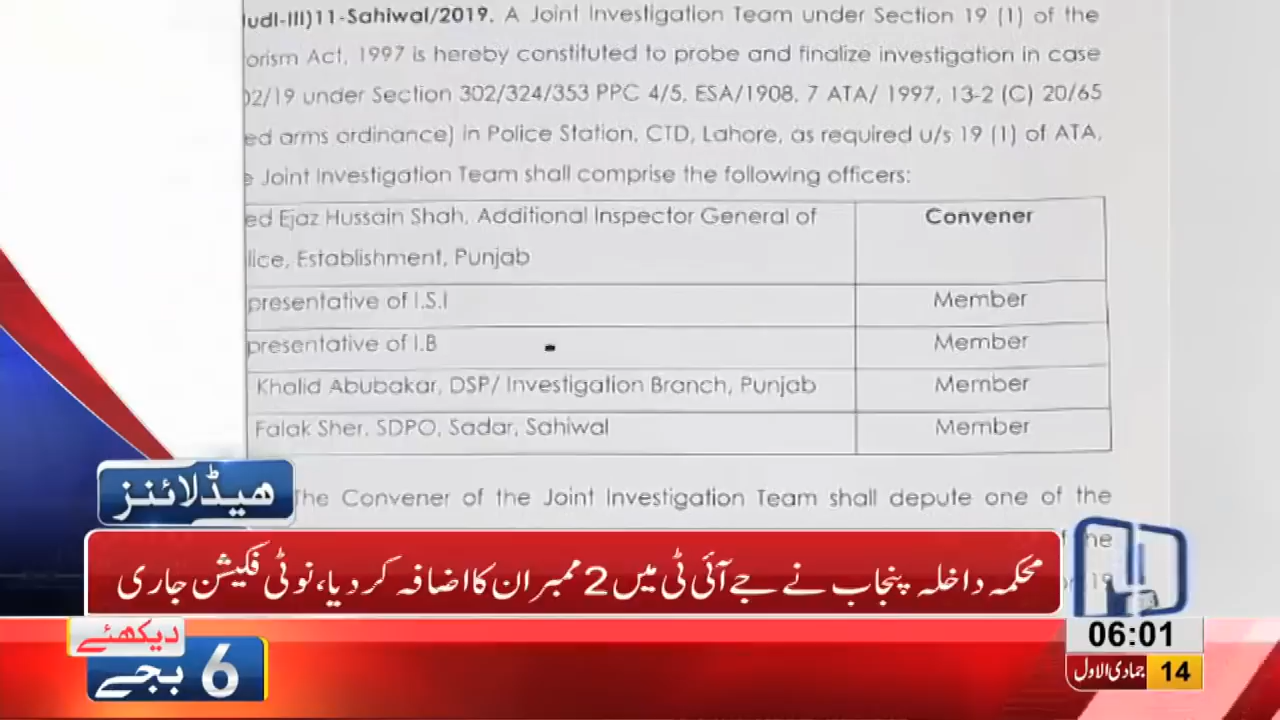 udl-III)11-Sahiwal/2019. A Joint Investigation Team under Section 19 (1) of the
orism Act, 1997 is hereby constituted to probe and finalize investigation in case
02/19 under Section 302/324/353 PPC 4/5, ESA/1908, 7 ATA/ 1997, 13-2 (C) 20/65
ed arms ordinance) in Police Station, CTD, Lahore, as required u/s 19 (1) of ATA,
e Joint Investigation Team shall comprise the following officers:
ed Ejaz Hussain Shah, Additional Inspector General of
lice, Establishment, Punjab
Convener
presentative of I.S.I Member
presentative of I.B Member
Khalid Abubakar, DSP/ Investigation Branch, Punjab Member
Falak Sher, SDPO, Sadar, Sahiwal Member
The Convener of the Joint Investigation Team shall depute one of the
ہیڈلائنز
محکمہ داخلہ پنجاب نے جے آئی ٹی میں 2 ممبران کا اضافہ کر دیا، نوٹی فکیشن جاری
دیکھئے
6 بجے
06:01
14 جمادی الاول